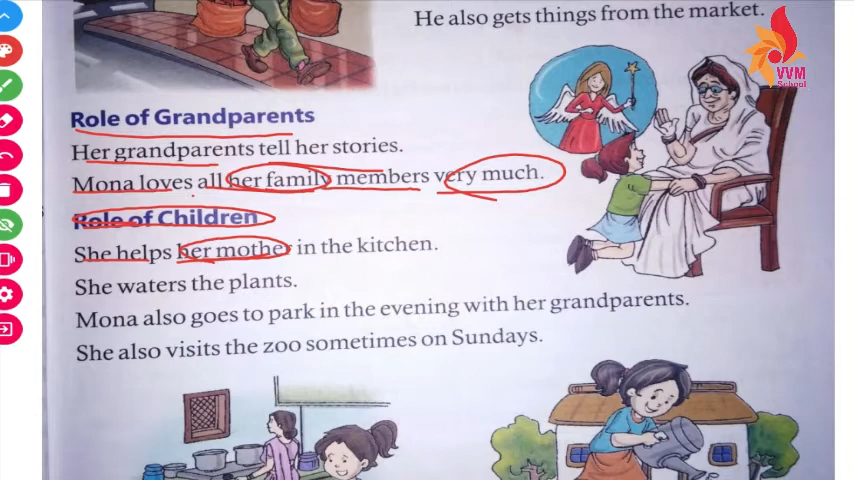 He also gets things from the market.
VVM
School
Role of Grandparents
Her grandparents tell her stories.
Mona loves all her family members very much.
Role of Children
She helps her mother in the kitchen.
She waters the plants.
Mona also goes to park in the evening with her grandparents.
She also visits the zoo sometimes on Sundays.